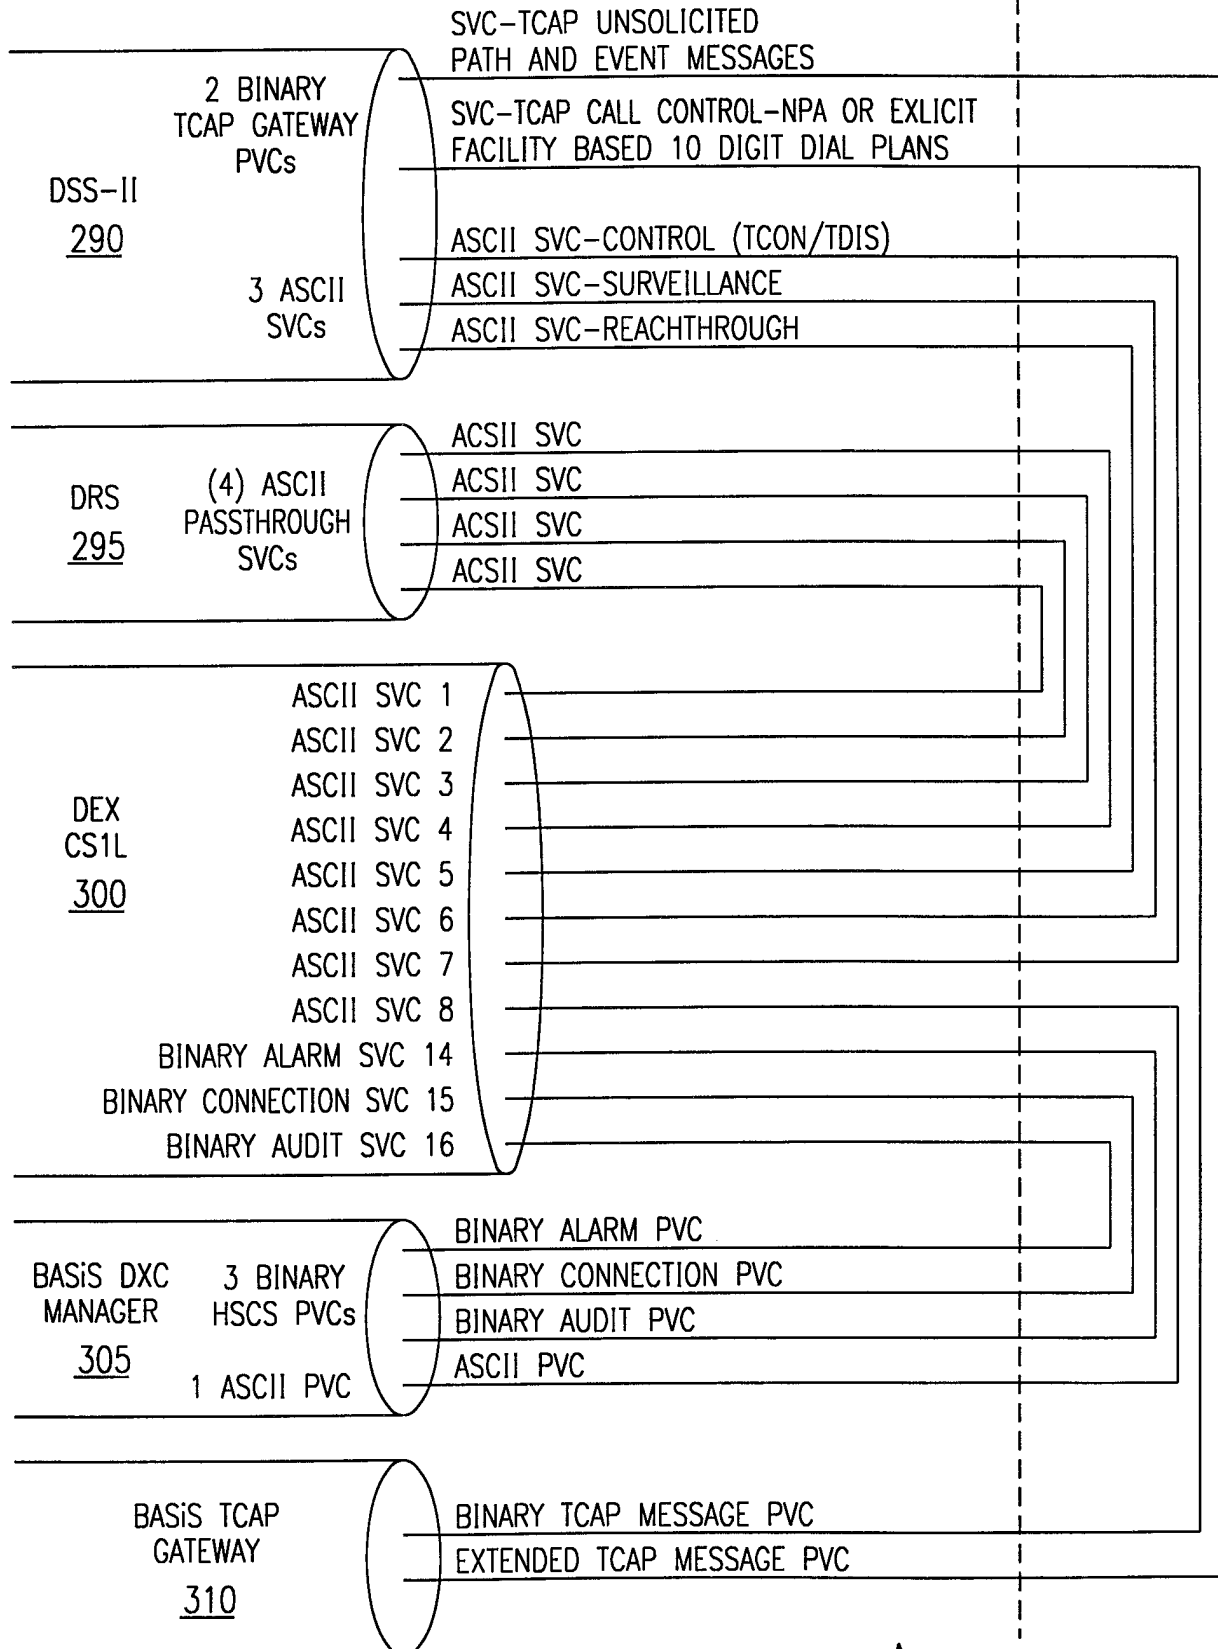 SVC-TCAP UNSOLICITED
PATH AND EVENT MESSAGES
2 BINARY
TCAP GATEWAY
PVCs
SVC-TCAP CALL CONTROL-NPA OR EXLICIT
FACILITY BASED 10 DIGIT DIAL PLANS
DSS-II
290
ASCII SVC-CONTROL (TCON/TDIS)
3 ASCII
SVCs
ASCII SVC-SURVEILLANCE
ASCII SVC-REACHTHROUGH
DRS
295
(4) ASCII
PASSTHROUGH
SVCs
ACSII SVC
ACSII SVC
ACSII SVC
ACSII SVC
DEX
CS1L
300
ASCII SVC 1
ASCII SVC 2
ASCII SVC 3
ASCII SVC 4
ASCII SVC 5
ASCII SVC 6
ASCII SVC 7
ASCII SVC 8
BINARY ALARM SVC 14
BINARY CONNECTION SVC 15
BINARY AUDIT SVC 16
BASiS DXC
MANAGER
305
3 BINARY
HSCS PVCs
1 ASCII PVC
BINARY ALARM PVC
BINARY CONNECTION PVC
BINARY AUDIT PVC
ASCII PVC
BASiS TCAP
GATEWAY
310
BINARY TCAP MESSAGE PVC
EXTENDED TCAP MESSAGE PVC